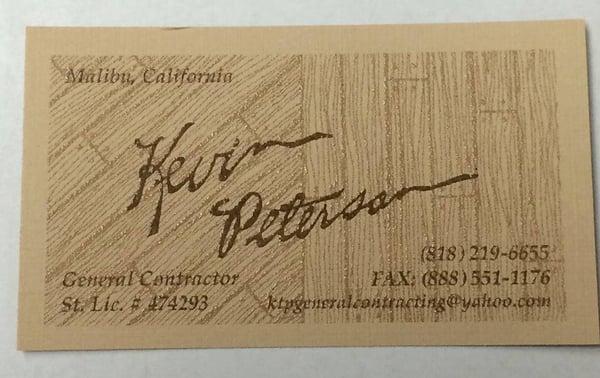 Malibu, California
Kevin
Peterson
(818) 219-6655
General Contractor
FAX: (888) 551-1176
St. Lic. # 474293
ktpgeneralcontracting@yahoo.com